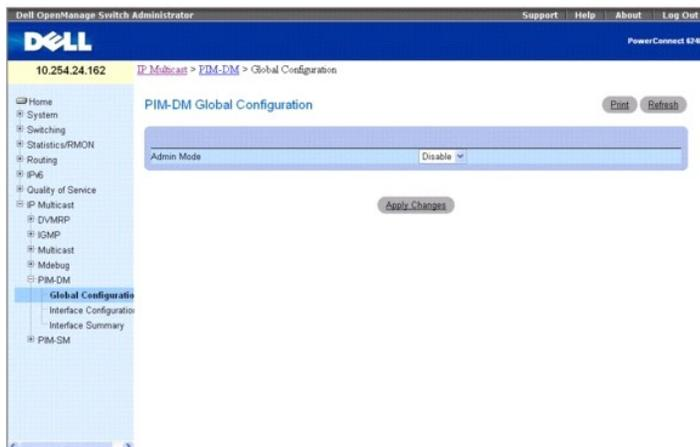 Dell OpenManage Switch Administrator
Support Help About Log Out
DELL
PowerConnect
10.254.24.162
IP Multicast > PIM-DM > Global Configuration
Home
System
Switching
Statistics/RMON
Routing
IPv6
Quality of Service
IP Multicast
DVMRP
IGMP
Multicast
Mdebug
PIM-DM
Global Configuratio
Interface Configuration
Interface Summary
PIM-SM
PIM-DM Global Configuration
Print Refresh
Admin Mode Disable
Apply Changes